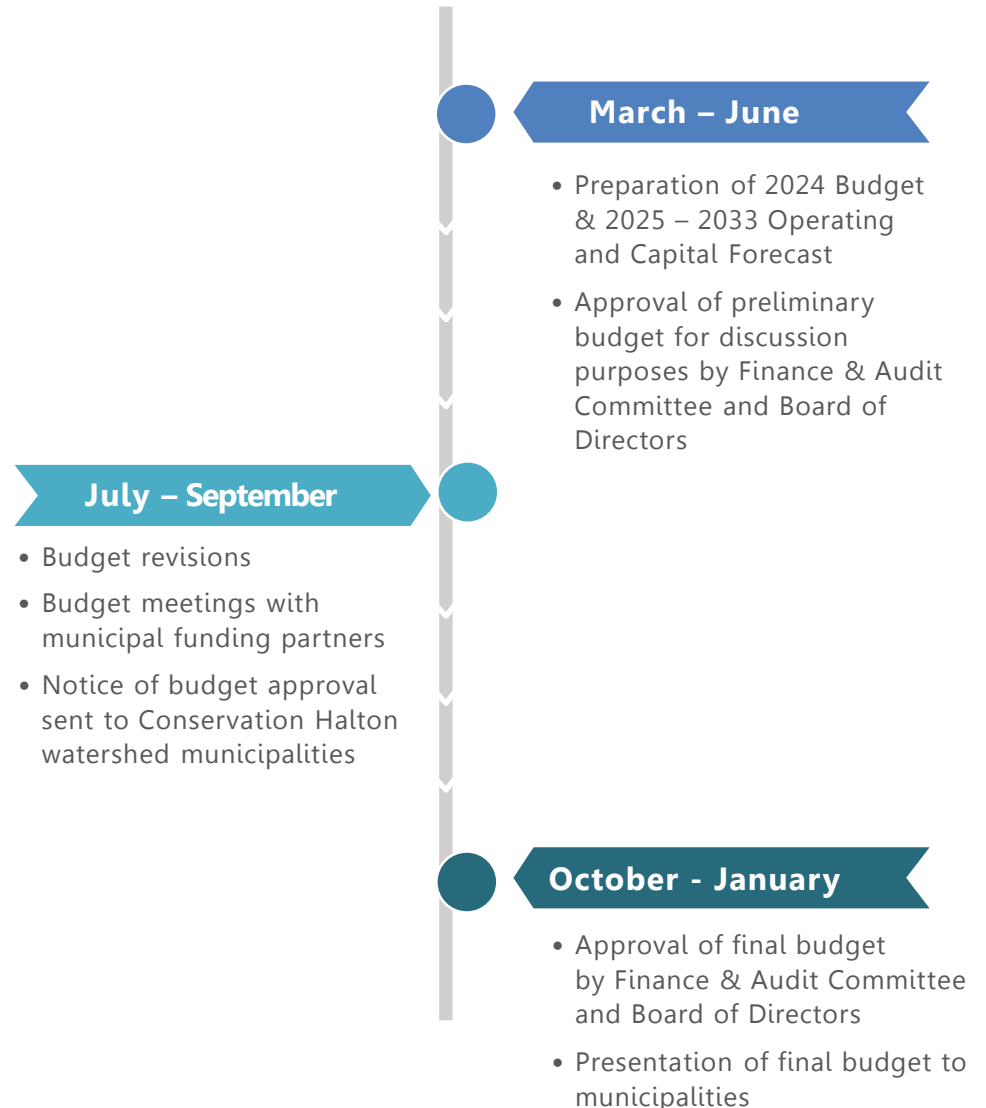 March – June
• Preparation of 2024 Budget
& 2025 – 2033 Operating
and Capital Forecast
• Approval of preliminary
budget for discussion
purposes by Finance & Audit
Committee and Board of
Directors
July – September
• Budget revisions
• Budget meetings with
municipal funding partners
• Notice of budget approval
sent to Conservation Halton
watershed municipalities
October - January
• Approval of final budget
by Finance & Audit Committee
and Board of Directors
• Presentation of final budget to
municipalities